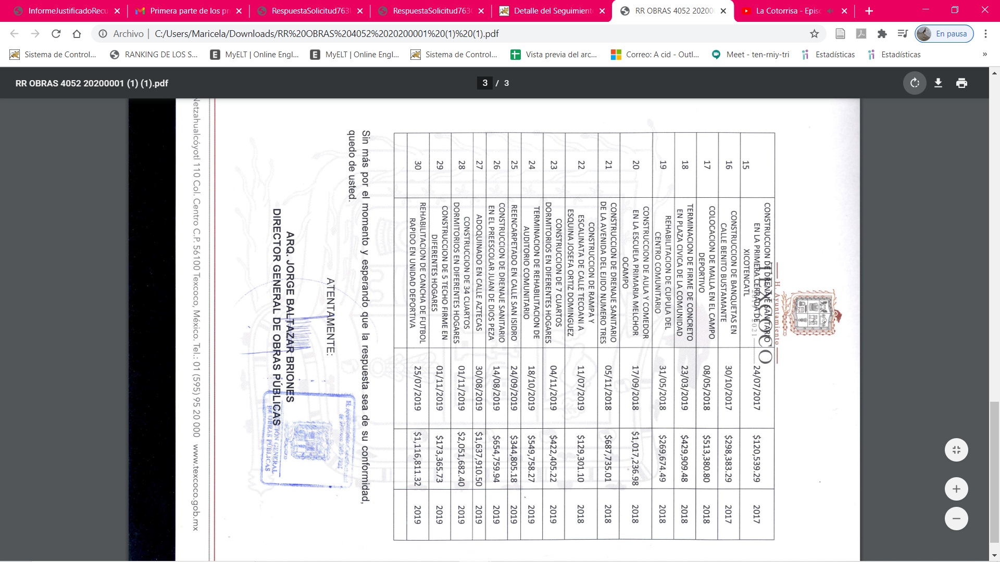 InformeJustificadoRecu
Primera parte de los pr
RespuestaSolicitud763
RespuestaSolicitud763
Detalle del Seguimient
RR OBRAS 4052 20200
La Cotorrisa - Epis
Archivo
C:/Users/Maricela/Downloads/RR%20OBRAS%204052%2020200001%20(1)%20(1).pdf
En pausa
Sistema de Control...
RANKING DE LOS S...
MyELT | Online Engl...
MyELT | Online Engl...
Sistema de Control...
Vista previa del arc...
Correo: A cid - Outl...
Meet - ten-rniy-tri
Estadísticas
Estadísticas
»
RR OBRAS 4052 20200001 (1) (1).pdf
3 / 3
H. Ayuntamiento
TEXCOCO
2021
15 CONSTRUCCION DE DRENAJE SANITARIO
EN LA PRIMERA CERRADA DE
XICOTENCATL 24/07/2017 $120,539.29 2017
16 CONSTRUCCION DE BANQUETAS EN
CALLE BENITO BUSTAMANTE 30/10/2017 $298,383.29 2017
17 COLOCACION DE MALLA EN EL CAMPO
DEPORTIVO 08/05/2018 $513,380.80 2018
18 TERMINACION DE FIRME DE CONCRETO
EN PLAZA CIVICA DE LA COMUNIDAD 23/03/2019 $429,909.48 2018
19 REHABILITACION DE CUPULA DEL
CENTRO COMUNITARIO 31/05/2018 $269,674.49 2018
20 CONSTRUCCION DE AULA Y COMEDOR
EN LA ESCUELA PRIIMARIA MELCHOR
OCAMPO 17/09/2018 $1,017,236.98 2018
21 CONSTRUCCION DE DRENAJE SANITARIO
DE LA AVENIDA DEL EJIDO NUMERO TRES 05/11/2018 $687,735.01 2018
22 CONSTRUCCION DE RAMPA Y
ESCALINATA DE CALLE TECOANI A
ESQUINA JOSEFA ORTIZ DOMINGUEZ 11/07/2019 $129,301.10 2018
23 CONSTRUCCION DE 7 CUARTOS
DORMITORIOS EN DIFERENTES HOGARES 04/11/2019 $422,405.22 2019
24 TERMINACION DE REHABILITACION DE
AUDITORIO COMUNITARIO 18/10/2019 $549,758.27 2019
25 REENCARPETADO EN CALLE SAN ISIDRO 24/09/2019 $344,805.18 2019
26 CONSTRUCCION DE DRENAJE SANITARIO
EN EL PREESCOLAR JUAN DE DIOS PEZA 14/08/2019 $654,759.94 2019
27 ADOQUINADO EN CALLE AZTECAS 30/08/2019 $1,637,910.50 2019
28 CONSTRUCCION DE 34 CUARTOS
DORMITORIOS EN DIFERENTES HOGARES 01/11/2019 $2,051,682.40 2019
29 CONSTRUCCION DE 5 TECHO FIRME EN
DIFERENTES HOGARES 01/11/2019 $173,365.73 2019
30 REHABILITACION DE CANCHA DE FUTBOL
RAPIDO EN UNIDAD DEPORTIVA 25/07/2019 $1,116,811.32 2019
Sin más por el momento y esperando que la respuesta sea de su conformidad,
quedo de usted.
ATENTAMENTE:
ARQ. JORGE BALTAZAR BRIONES
DIRECTOR GENERAL DE OBRAS PÚBLICAS
GENERAL
DE OBRAS PUBLICAS
Netzahualcóyotl 110 Col. Centro C.P. 56100 Texcoco, México. Tel.: 01 (595) 95 20 000 www.texcoco.gob.mx